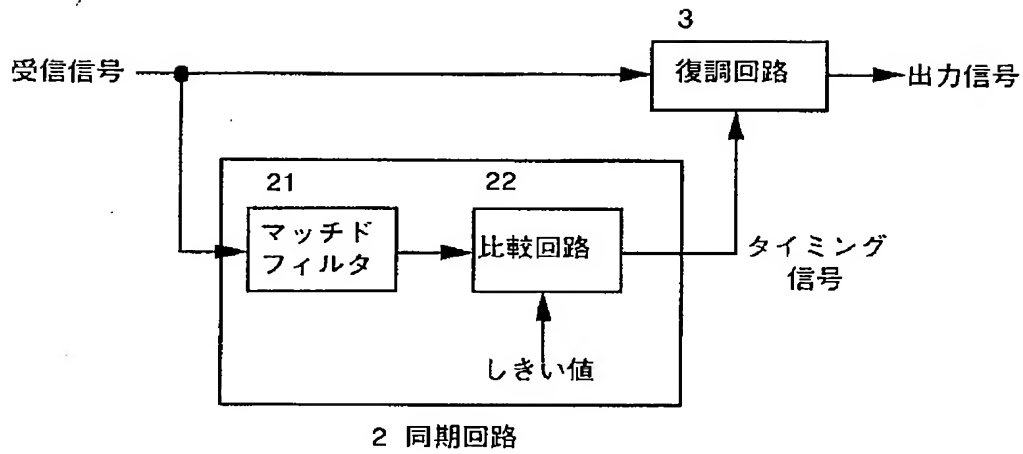 3
受信信号
復調回路
出力信号
21
22
マッチド
フィルタ
比較回路
タイミング
信号
しきい値
2 同期回路